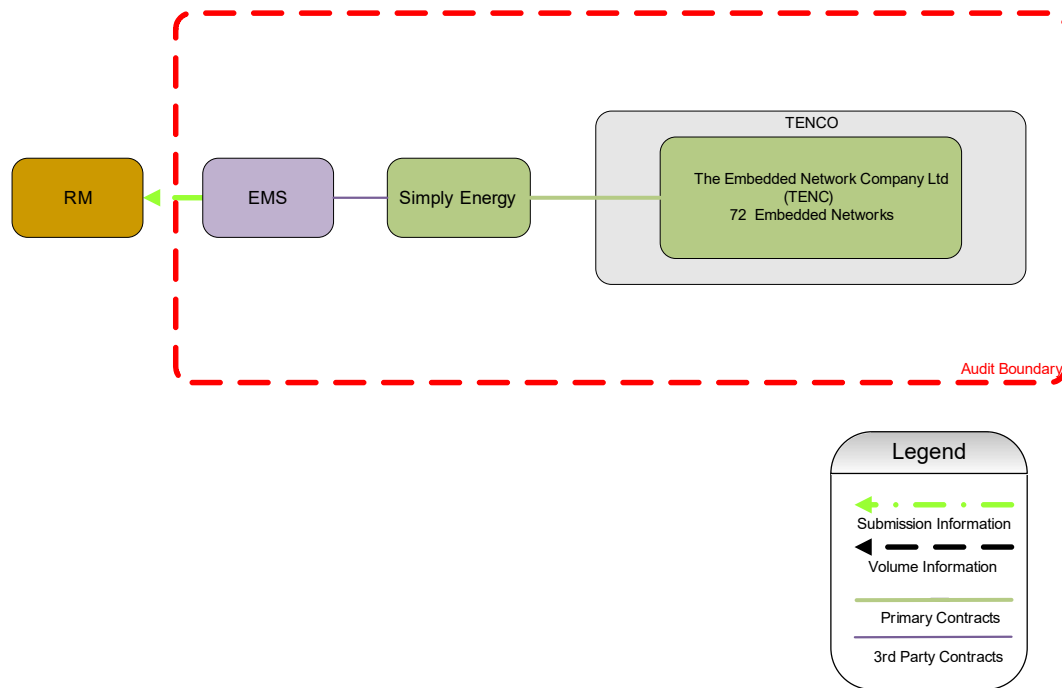 TENCO
RM
EMS
Simply Energy
The Embedded Network Company Ltd
(TENC)
72 Embedded Networks
Audit Boundary
Legend
Submission Information
Volume Information
Primary Contracts
3rd Party Contracts